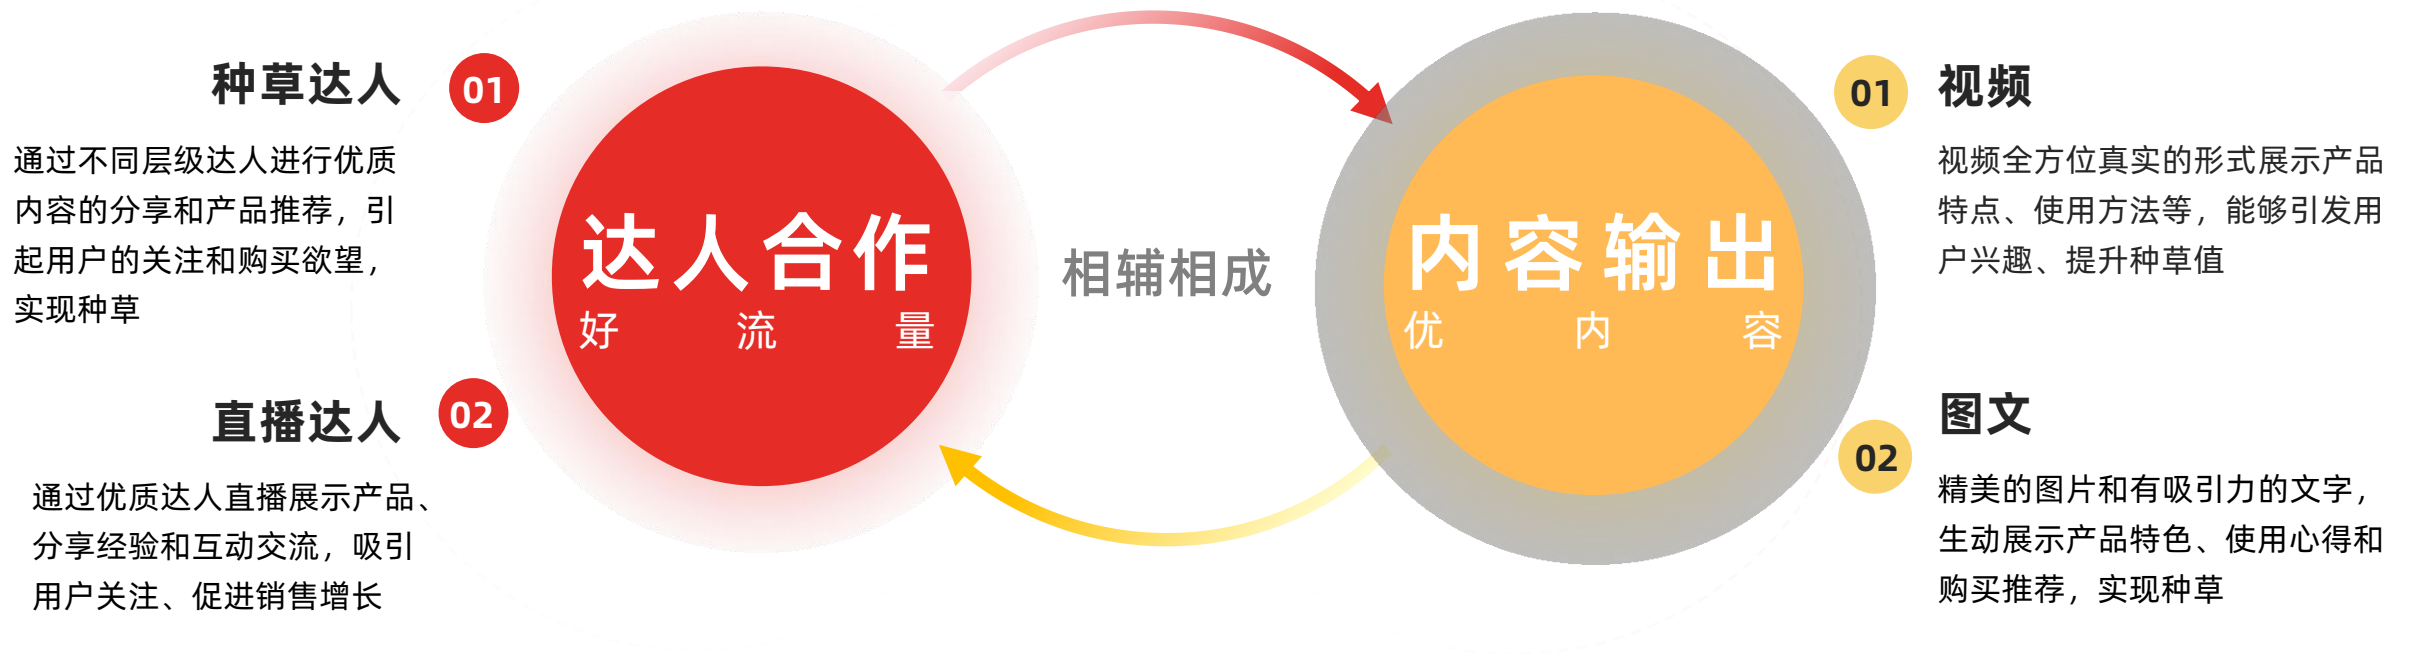 种草达人
01
通过不同层级达人进行优质
内容的分享和产品推荐，引
起用户的关注和购买欲望，
实现种草
直播达人
02
通过优质达人直播展示产品、
分享经验和互动交流，吸引
用户关注、促进销售增长
达人合作
好流量
相辅相成
内容输出
优内容
01
视频
视频全方位真实的形式展示产品
特点、使用方法等，能够引发用
户兴趣、提升种草值
02
图文
精美的图片和有吸引力的文字，
生动展示产品特色、使用心得和
购买推荐，实现种草